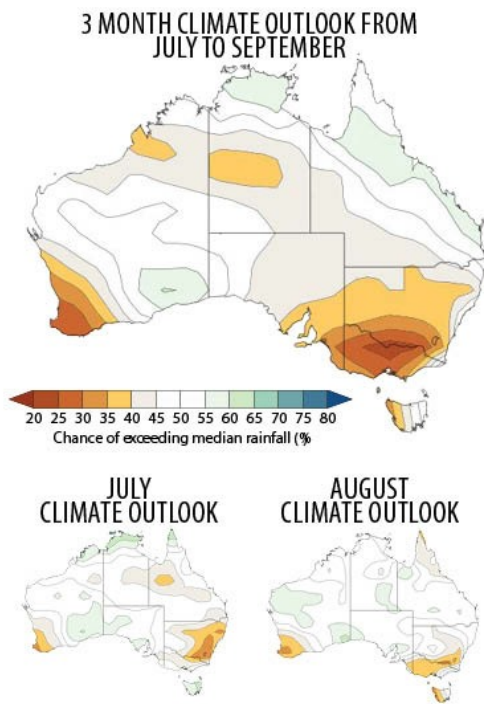 3 MONTH CLIMATE OUTLOOK FROM
JULY TO SEPTEMBER
20 25 30 35 40 45 50 55 60 65 70 75 80
Chance of exceeding median rainfall (%
JULY
CLIMATE OUTLOOK
AUGUST
CLIMATE OUTLOOK